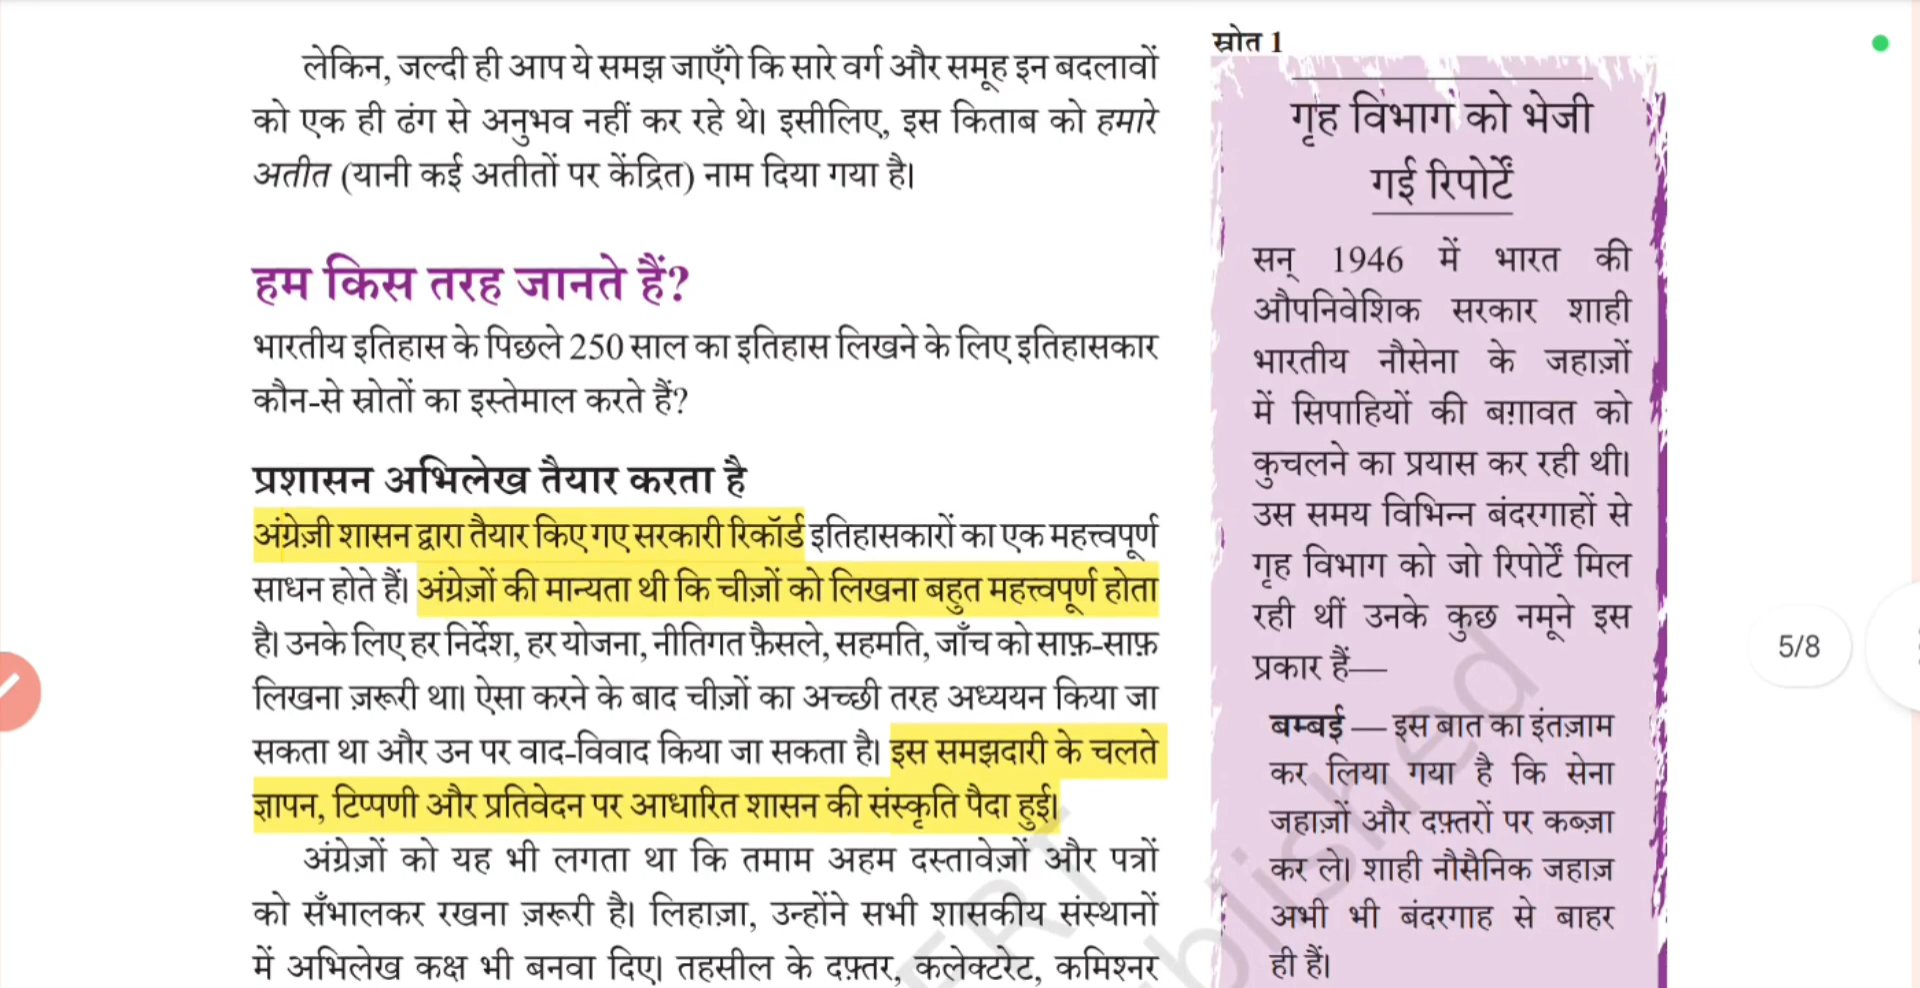 लेकिन, जल्दी ही आप ये समझ जाएँगे कि सारे वर्ग और समूह इन बदलावों
को एक ही ढंग से अनुभव नहीं कर रहे थे। इसीलिए, इस किताब को हमारे
अतीत (यानी कई अतीतों पर केंद्रित) नाम दिया गया है।
हम किस तरह जानते हैं?
भारतीय इतिहास के पिछले 250 साल का इतिहास लिखने के लिए इतिहासकार
कौन-से स्रोतों का इस्तेमाल करते हैं?
प्रशासन अभिलेख तैयार करता है
अंग्रेज़ी शासन द्वारा तैयार किए गए सरकारी रिकॉर्ड इतिहासकारों का एक महत्त्वपूर्ण
साधन होते हैं। अंग्रेज़ों की मान्यता थी कि चीज़ों को लिखना बहुत महत्त्वपूर्ण होता
है। उनके लिए हर निर्देश, हर योजना, नीतिगत फ़ैसले, सहमति, जाँच को साफ़-साफ़
लिखना ज़रूरी था। ऐसा करने के बाद चीज़ों का अच्छी तरह अध्ययन किया जा
सकता था और उन पर वाद-विवाद किया जा सकता है। इस समझदारी के चलते
ज्ञापन, टिप्पणी और प्रतिवेदन पर आधारित शासन की संस्कृति पैदा हुई।
अंग्रेज़ों को यह भी लगता था कि तमाम अहम दस्तावेज़ों और पत्रों
को सँभालकर रखना ज़रूरी है। लिहाज़ा, उन्होंने सभी शासकीय संस्थानों
में अभिलेख कक्ष भी बनवा दिए। तहसील के दफ़्तर, कलेक्टरेट, कमिश्नर
स्रोत 1
गृह विभाग को भेजी
गई रिपोर्टें
सन् 1946 में भारत की
औपनिवेशिक सरकार शाही
भारतीय नौसेना के जहाज़ों
में सिपाहियों की बग़ावत को
कुचलने का प्रयास कर रही थी।
उस समय विभिन्न बंदरगाहों से
गृह विभाग को जो रिपोर्टें मिल
रही थीं उनके कुछ नमूने इस
प्रकार हैं—
बम्बई — इस बात का इंतज़ाम
कर लिया गया है कि सेना
जहाज़ों और दफ़्तरों पर कब्ज़ा
कर ले। शाही नौसैनिक जहाज़
अभी भी बंदरगाह से बाहर
ही हैं।
5/8